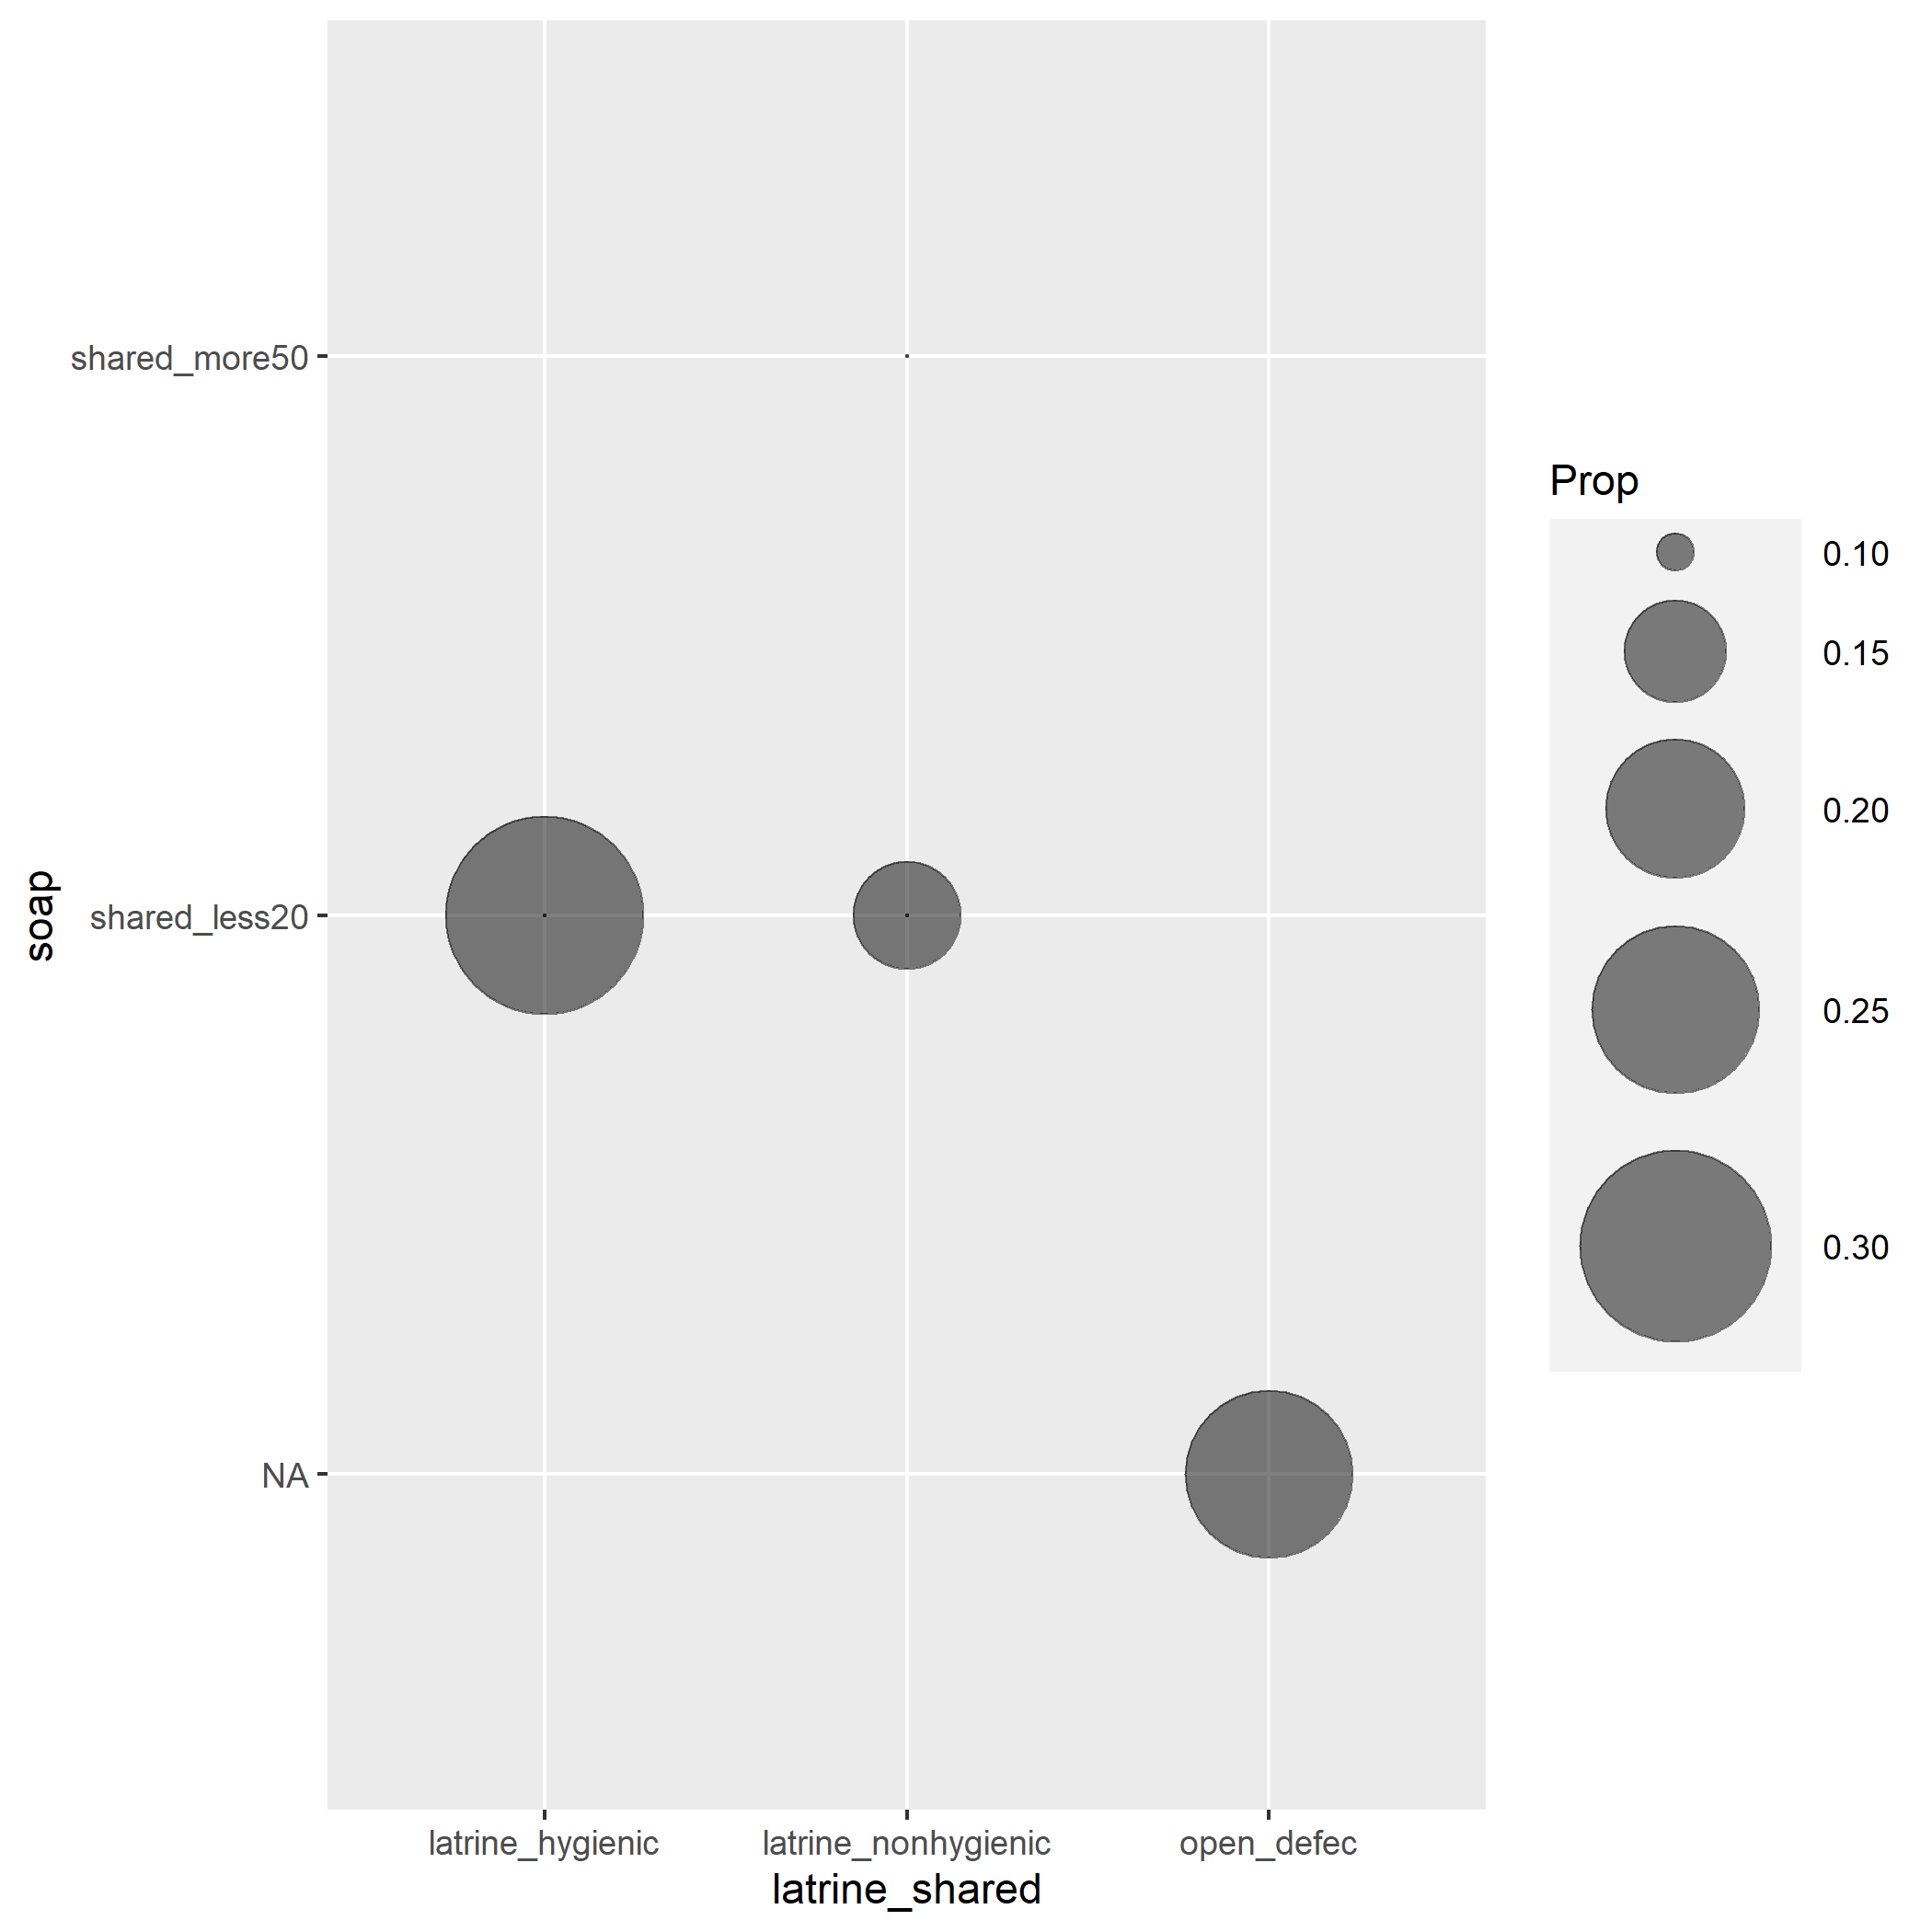 soap
shared_more50
shared_less20
NA
latrine_hygienic
latrine_nonhygienic
open_defec
latrine_shared
Prop
0.10
0.15
0.20
0.25
0.30